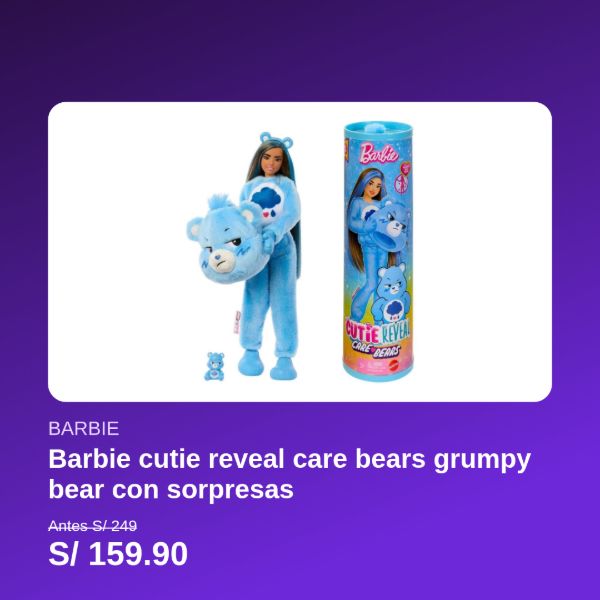 Barbie
CUTIE REVEAL
CARE BEARS
BARBIE
Barbie cutie reveal care bears grumpy
bear con sorpresas
Antes S/ 249
S/ 159.90